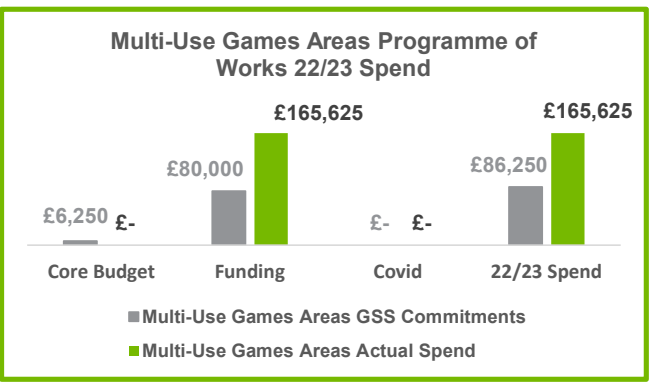 Multi-Use Games Areas Programme of
Works 22/23 Spend
£165,625
£165,625
£80,000
£86,250
£6,250
£-
£-
£-
Core Budget
Funding
Covid
22/23 Spend
Multi-Use Games Areas GSS Commitments
Multi-Use Games Areas Actual Spend